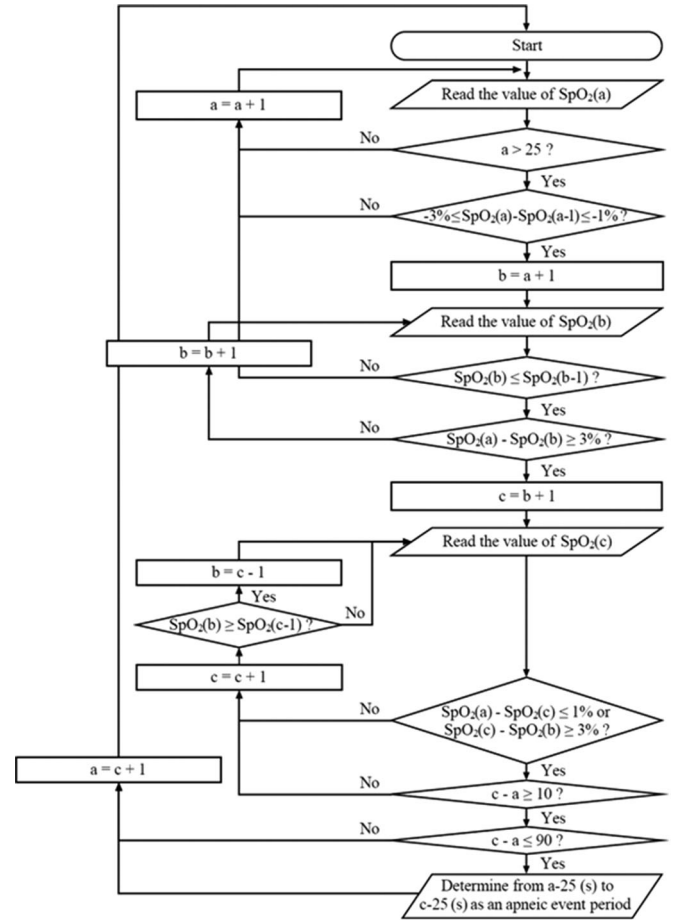 Start
Read the value of SpO₂(a)
a = a + 1
No
a > 25 ?
Yes
No
-3%≤SpO₂(a)-SpO₂(a-1)≤-1% ?
Yes
b = a + 1
Read the value of SpO₂(b)
b = b + 1
No
SpO₂(b) ≤ SpO₂(b-1) ?
Yes
No
SpO₂(a) - SpO₂(b) ≥ 3% ?
Yes
c = b + 1
Read the value of SpO₂(c)
b = c - 1
Yes
No
SpO₂(b) ≥ SpO₂(c-1) ?
c = c + 1
No
SpO₂(a) - SpO₂(c) ≤ 1% or
SpO₂(c) - SpO₂(b) ≥ 3% ?
Yes
a = c + 1
No
c - a ≥ 10 ?
Yes
No
c - a ≤ 90 ?
Yes
Determine from a-25 (s) to
c-25 (s) as an apneic event period